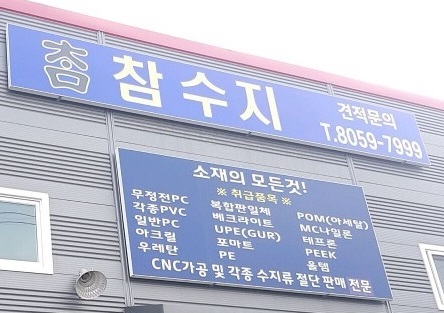 참 참수지
견적문의
T.8059-7999
소재의 모든것!
※ 취급품목 ※
무정전PC 복합판일체 POM(아세탈)
각종PVC 베크라이트 MC나일론
일반PC UPE(GUR) 테프론
아크릴 포마트 PEEK
우레탄 PE 울템
CNC가공 및 각종 수지류 절단 판매 전문